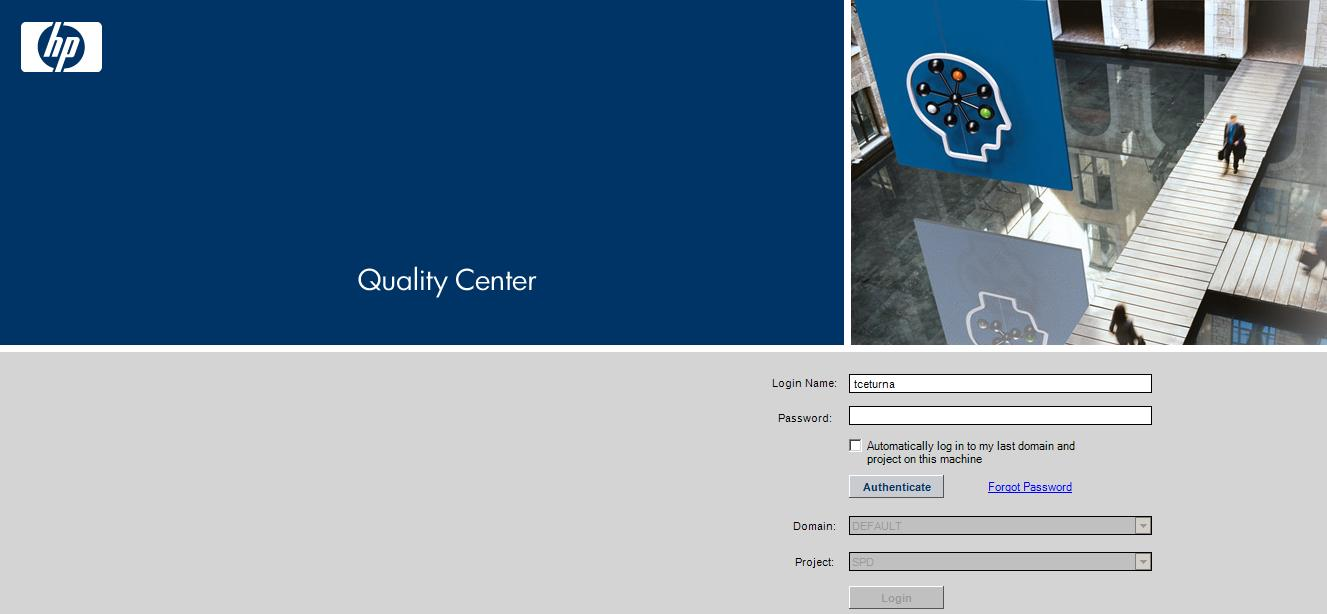 hp
Quality Center
Login Name:
tceturna
Password:
Automatically log in to my last domain and
project on this machine
Authenticate
Forgot Password
Domain:
DEFAULT
Project:
SPD
Login